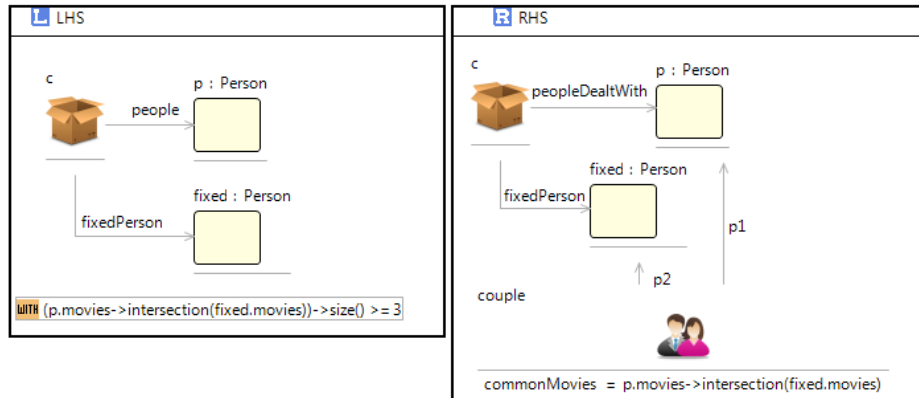 L LHS
c
p : Person
people
fixed : Person
fixedPerson
WITH (p.movies->intersection(fixed.movies))->size() >= 3
R RHS
c
p : Person
peopleDealtWith
fixed : Person
fixedPerson
p1
p2
couple
commonMovies = p.movies->intersection(fixed.movies)